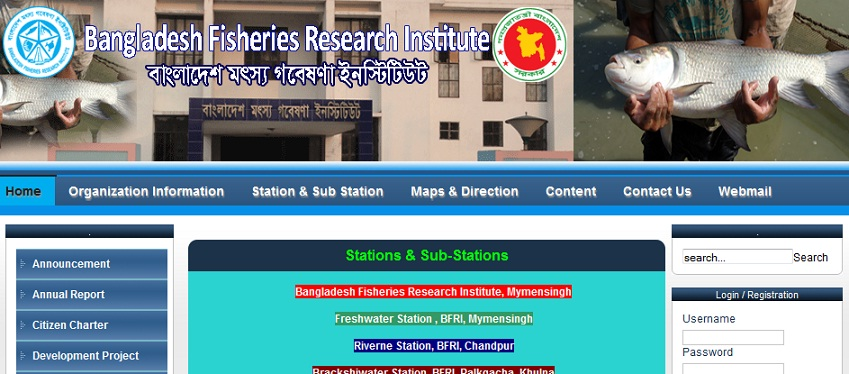 Bangladesh Fisheries Research Institute
বাংলাদেশ মৎস্য গবেষণা ইনস্টিটিউট
বাংলাদেশ মৎস্য গবেষণা ইনস্টিটিউট
Home Organization Information Station & Sub Station Maps & Direction Content Contact Us Webmail
Announcement
Annual Report
Citizen Charter
Development Project
Stations & Sub-Stations
Bangladesh Fisheries Research Institute, Mymensingh
Freshwater Station , BFRI, Mymensingh
Riverne Station, BFRI, Chandpur
Brackshiwater Station, BFRI, Paikgacha, Khulna
search... Search
Login / Registration
Username
Password